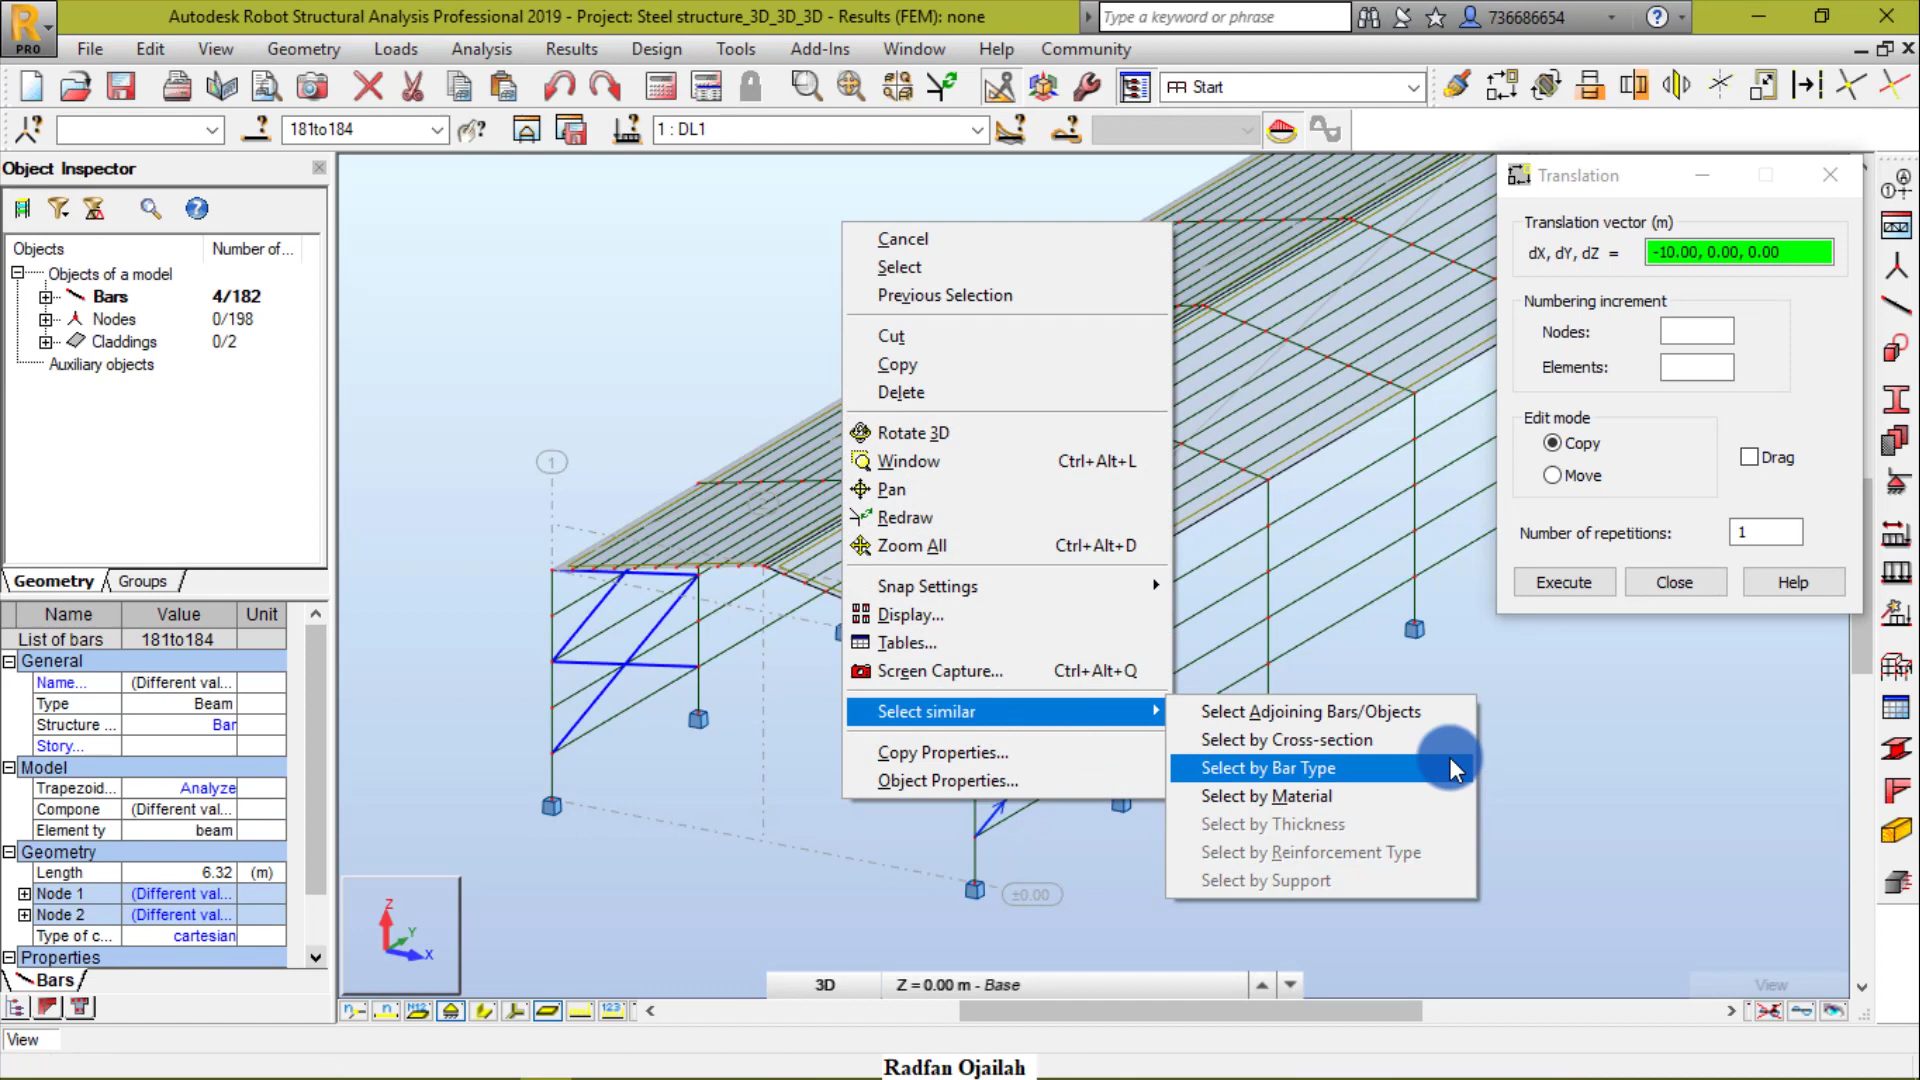 Autodesk Robot Structural Analysis Professional 2019 - Project: Steel structure_3D_3D_3D - Results (FEM): none
Type a keyword or phrase
736686654
PRO
File Edit View Geometry Loads Analysis Results Design Tools Add-Ins Window Help Community
Start
181to184
1 : DL1
Object Inspector
Objects Number of...
Objects of a model
Bars 4/182
Nodes 0/198
Claddings 0/2
Auxiliary objects
Geometry Groups
Name Value Unit
List of bars 181to184
General
Name... (Different val...
Type Beam
Structure ... Bar
Story...
Model
Trapezoid... Analyze
Compone (Different val...
Element ty beam
Geometry
Length 6.32 (m)
Node 1 (Different val...
Node 2 (Different val...
Type of c... cartesian
Properties
Bars
View
1
±0.00
Z
Y
X
Cancel
Select
Previous Selection
Cut
Copy
Delete
Rotate 3D
Window Ctrl+Alt+L
Pan
Redraw
Zoom All Ctrl+Alt+D
Snap Settings
Display...
Tables...
Screen Capture... Ctrl+Alt+Q
Select similar
Copy Properties...
Object Properties...
Select Adjoining Bars/Objects
Select by Cross-section
Select by Bar Type
Select by Material
Select by Thickness
Select by Reinforcement Type
Select by Support
Translation
Translation vector (m)
dX, dY, dZ = -10.00, 0.00, 0.00
Numbering increment
Nodes:
Elements:
Edit mode
Copy
Move
Drag
Number of repetitions: 1
Execute Close Help
3D Z = 0.00 m - Base
View
Radfan Ojailah